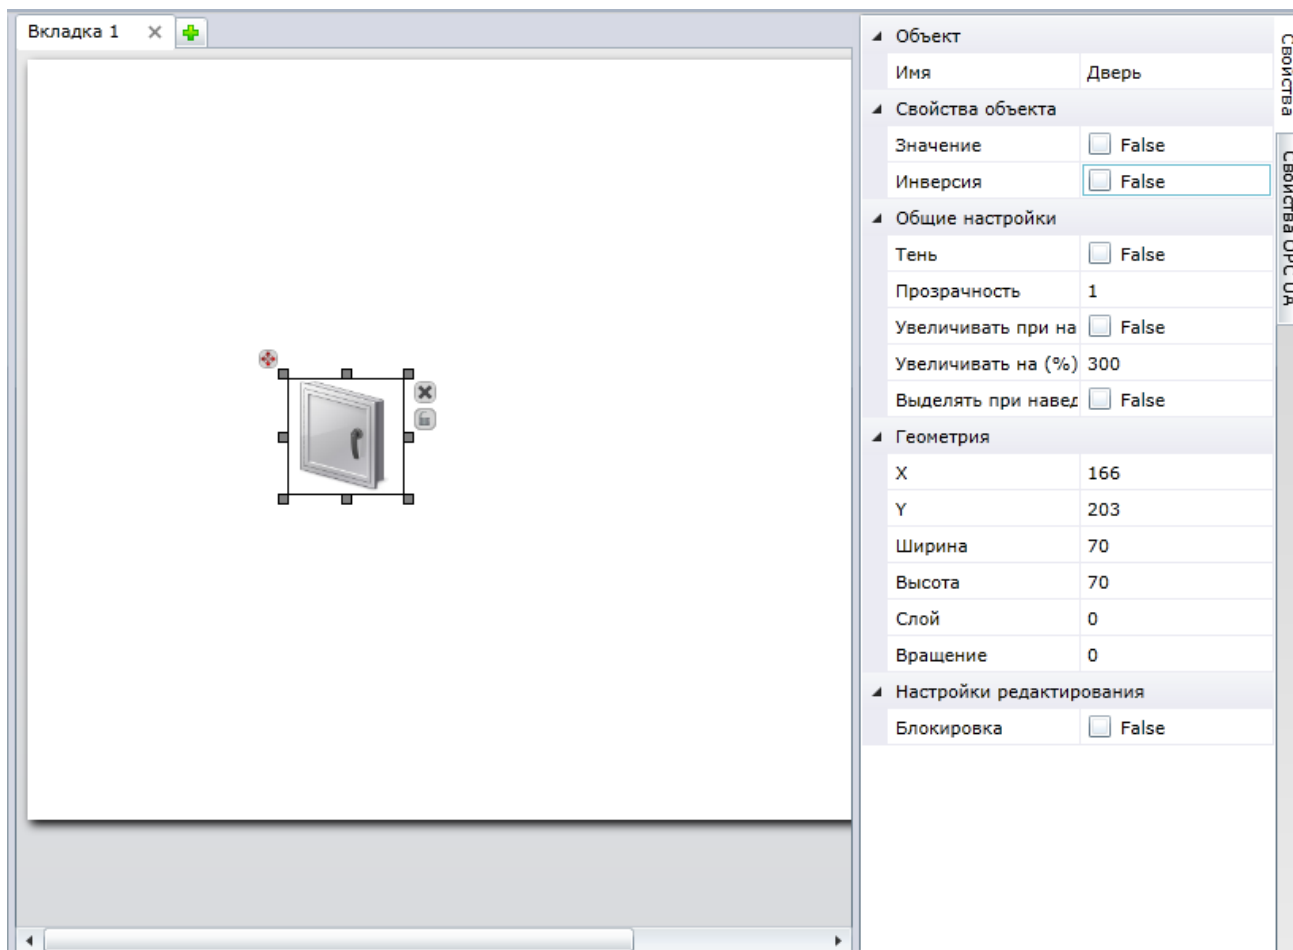 Вкладка 1
Объект
Имя Дверь
Свойства объекта
Значение False
Инверсия False
Общие настройки
Тень False
Прозрачность 1
Увеличивать при на False
Увеличивать на (%) 300
Выделять при навед False
Геометрия
X 166
Y 203
Ширина 70
Высота 70
Слой 0
Вращение 0
Настройки редактирования
Блокировка False
Свойства
Свойства OPC UA